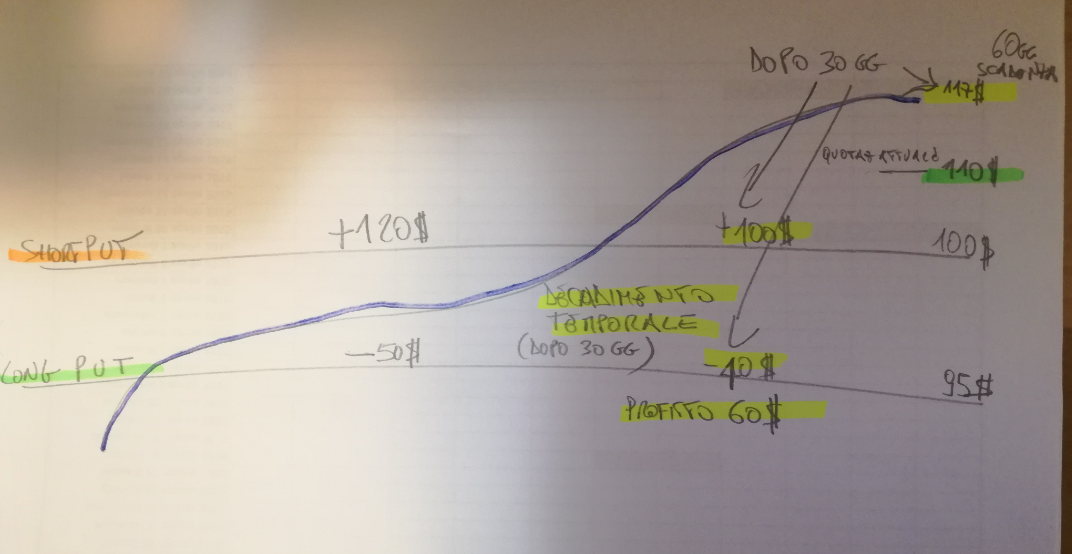 60GG
SCADENZA
DOPO 30 GG
117$
QUOTAZ ATTUALE
110$
SHORT PUT
+120$
+100$
100$
DECADIMENTO
TEMPORALE
(DOPO 30 GG)
LONG PUT
-50$
-40$
95$
PROFITTO 60$